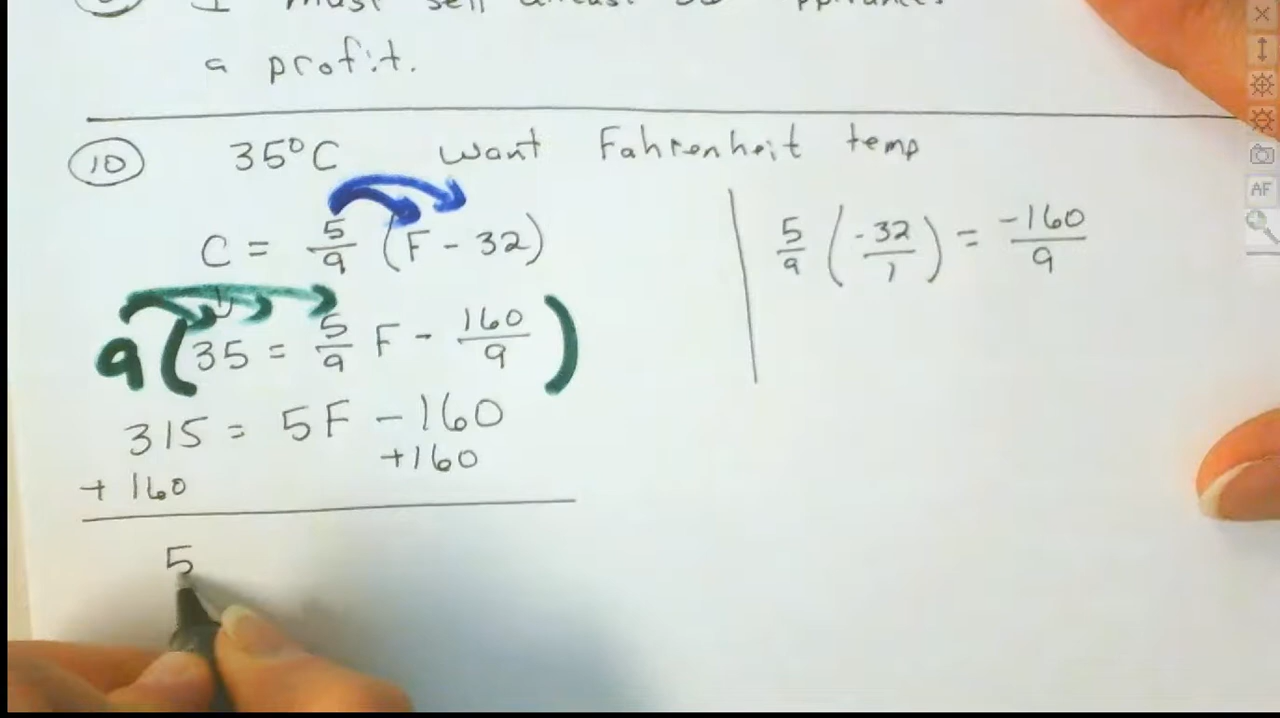 a profit.
10 35°C want Fahrenheit temp
C = 5/9 (F - 32)
9(35 = 5/9 F - 160/9)
315 = 5F - 160
+ 160 +160
5
5/9 (-32/1) = -160/9
AF